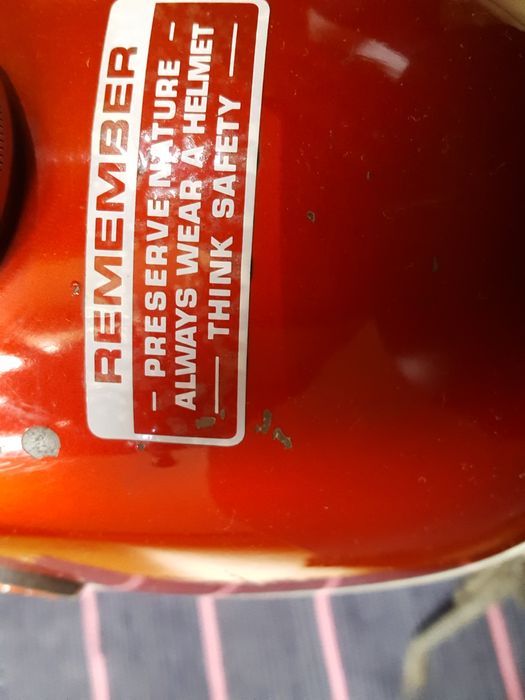 REMEMBER
– PRESERVE NATURE –
ALWAYS WEAR A HELMET
— THINK SAFETY —